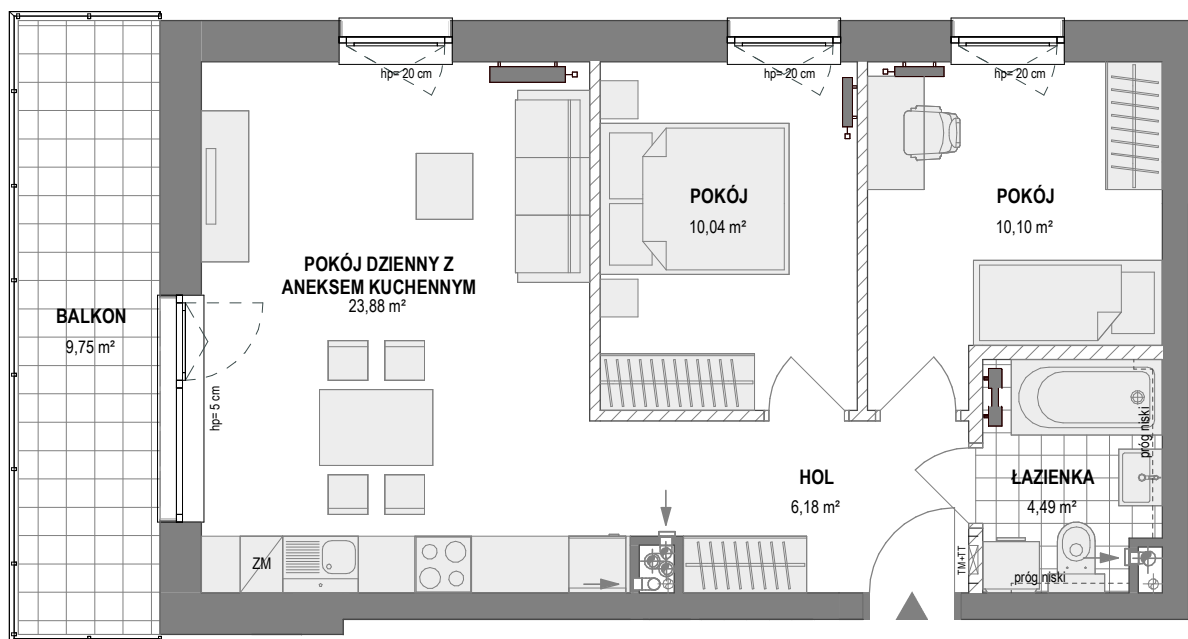 hp= 20 cm
hp= 20 cm
hp= 20 cm
POKÓJ
10,04 m²
POKÓJ
10,10 m²
POKÓJ DZIENNY Z
ANEKSEM KUCHENNYM
23,88 m²
BALKON
9,75 m²
hp= 5 cm
próg niski
HOL
6,18 m²
ŁAZIENKA
4,49 m²
ZM
TM+TT
próg niski